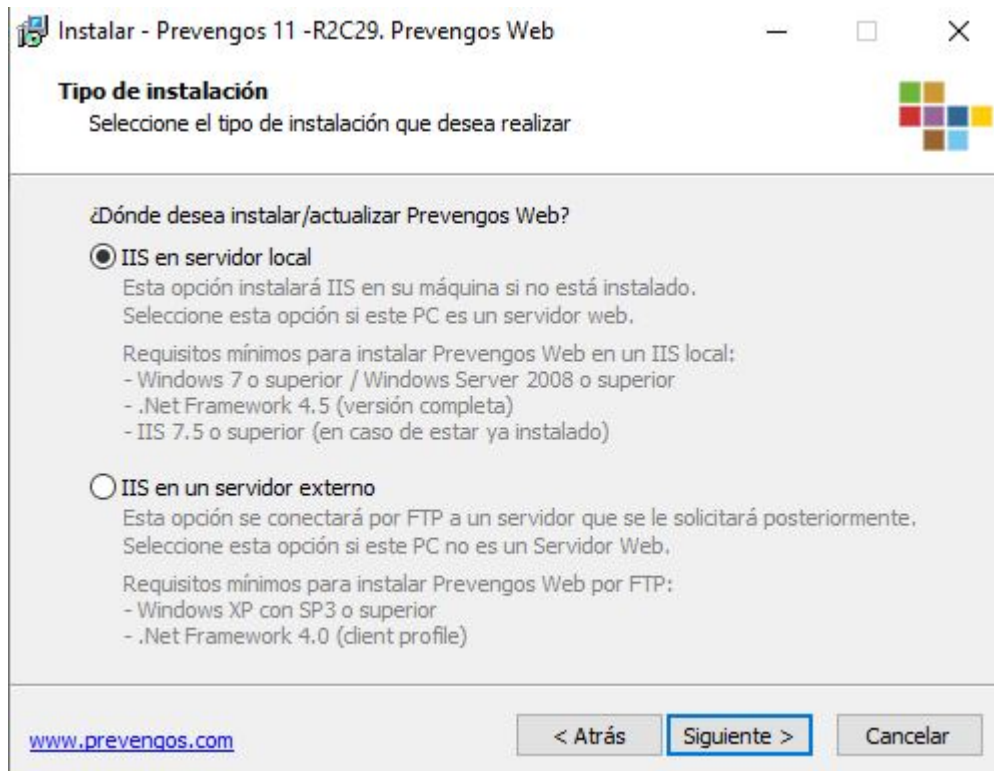 Instalar - Prevengos 11 -R2C29. Prevengos Web
Tipo de instalación
Seleccione el tipo de instalación que desea realizar
¿Dónde desea instalar/actualizar Prevengos Web?
IIS en servidor local
Esta opción instalará IIS en su máquina si no está instalado.
Seleccione esta opción si este PC es un servidor web.
Requisitos mínimos para instalar Prevengos Web en un IIS local:
- Windows 7 o superior / Windows Server 2008 o superior
- .Net Framework 4.5 (versión completa)
- IIS 7.5 o superior (en caso de estar ya instalado)
IIS en un servidor externo
Esta opción se conectará por FTP a un servidor que se le solicitará posteriormente.
Seleccione esta opción si este PC no es un Servidor Web.
Requisitos mínimos para instalar Prevengos Web por FTP:
- Windows XP con SP3 o superior
- .Net Framework 4.0 (client profile)
www.prevengos.com < Atrás Siguiente > Cancelar